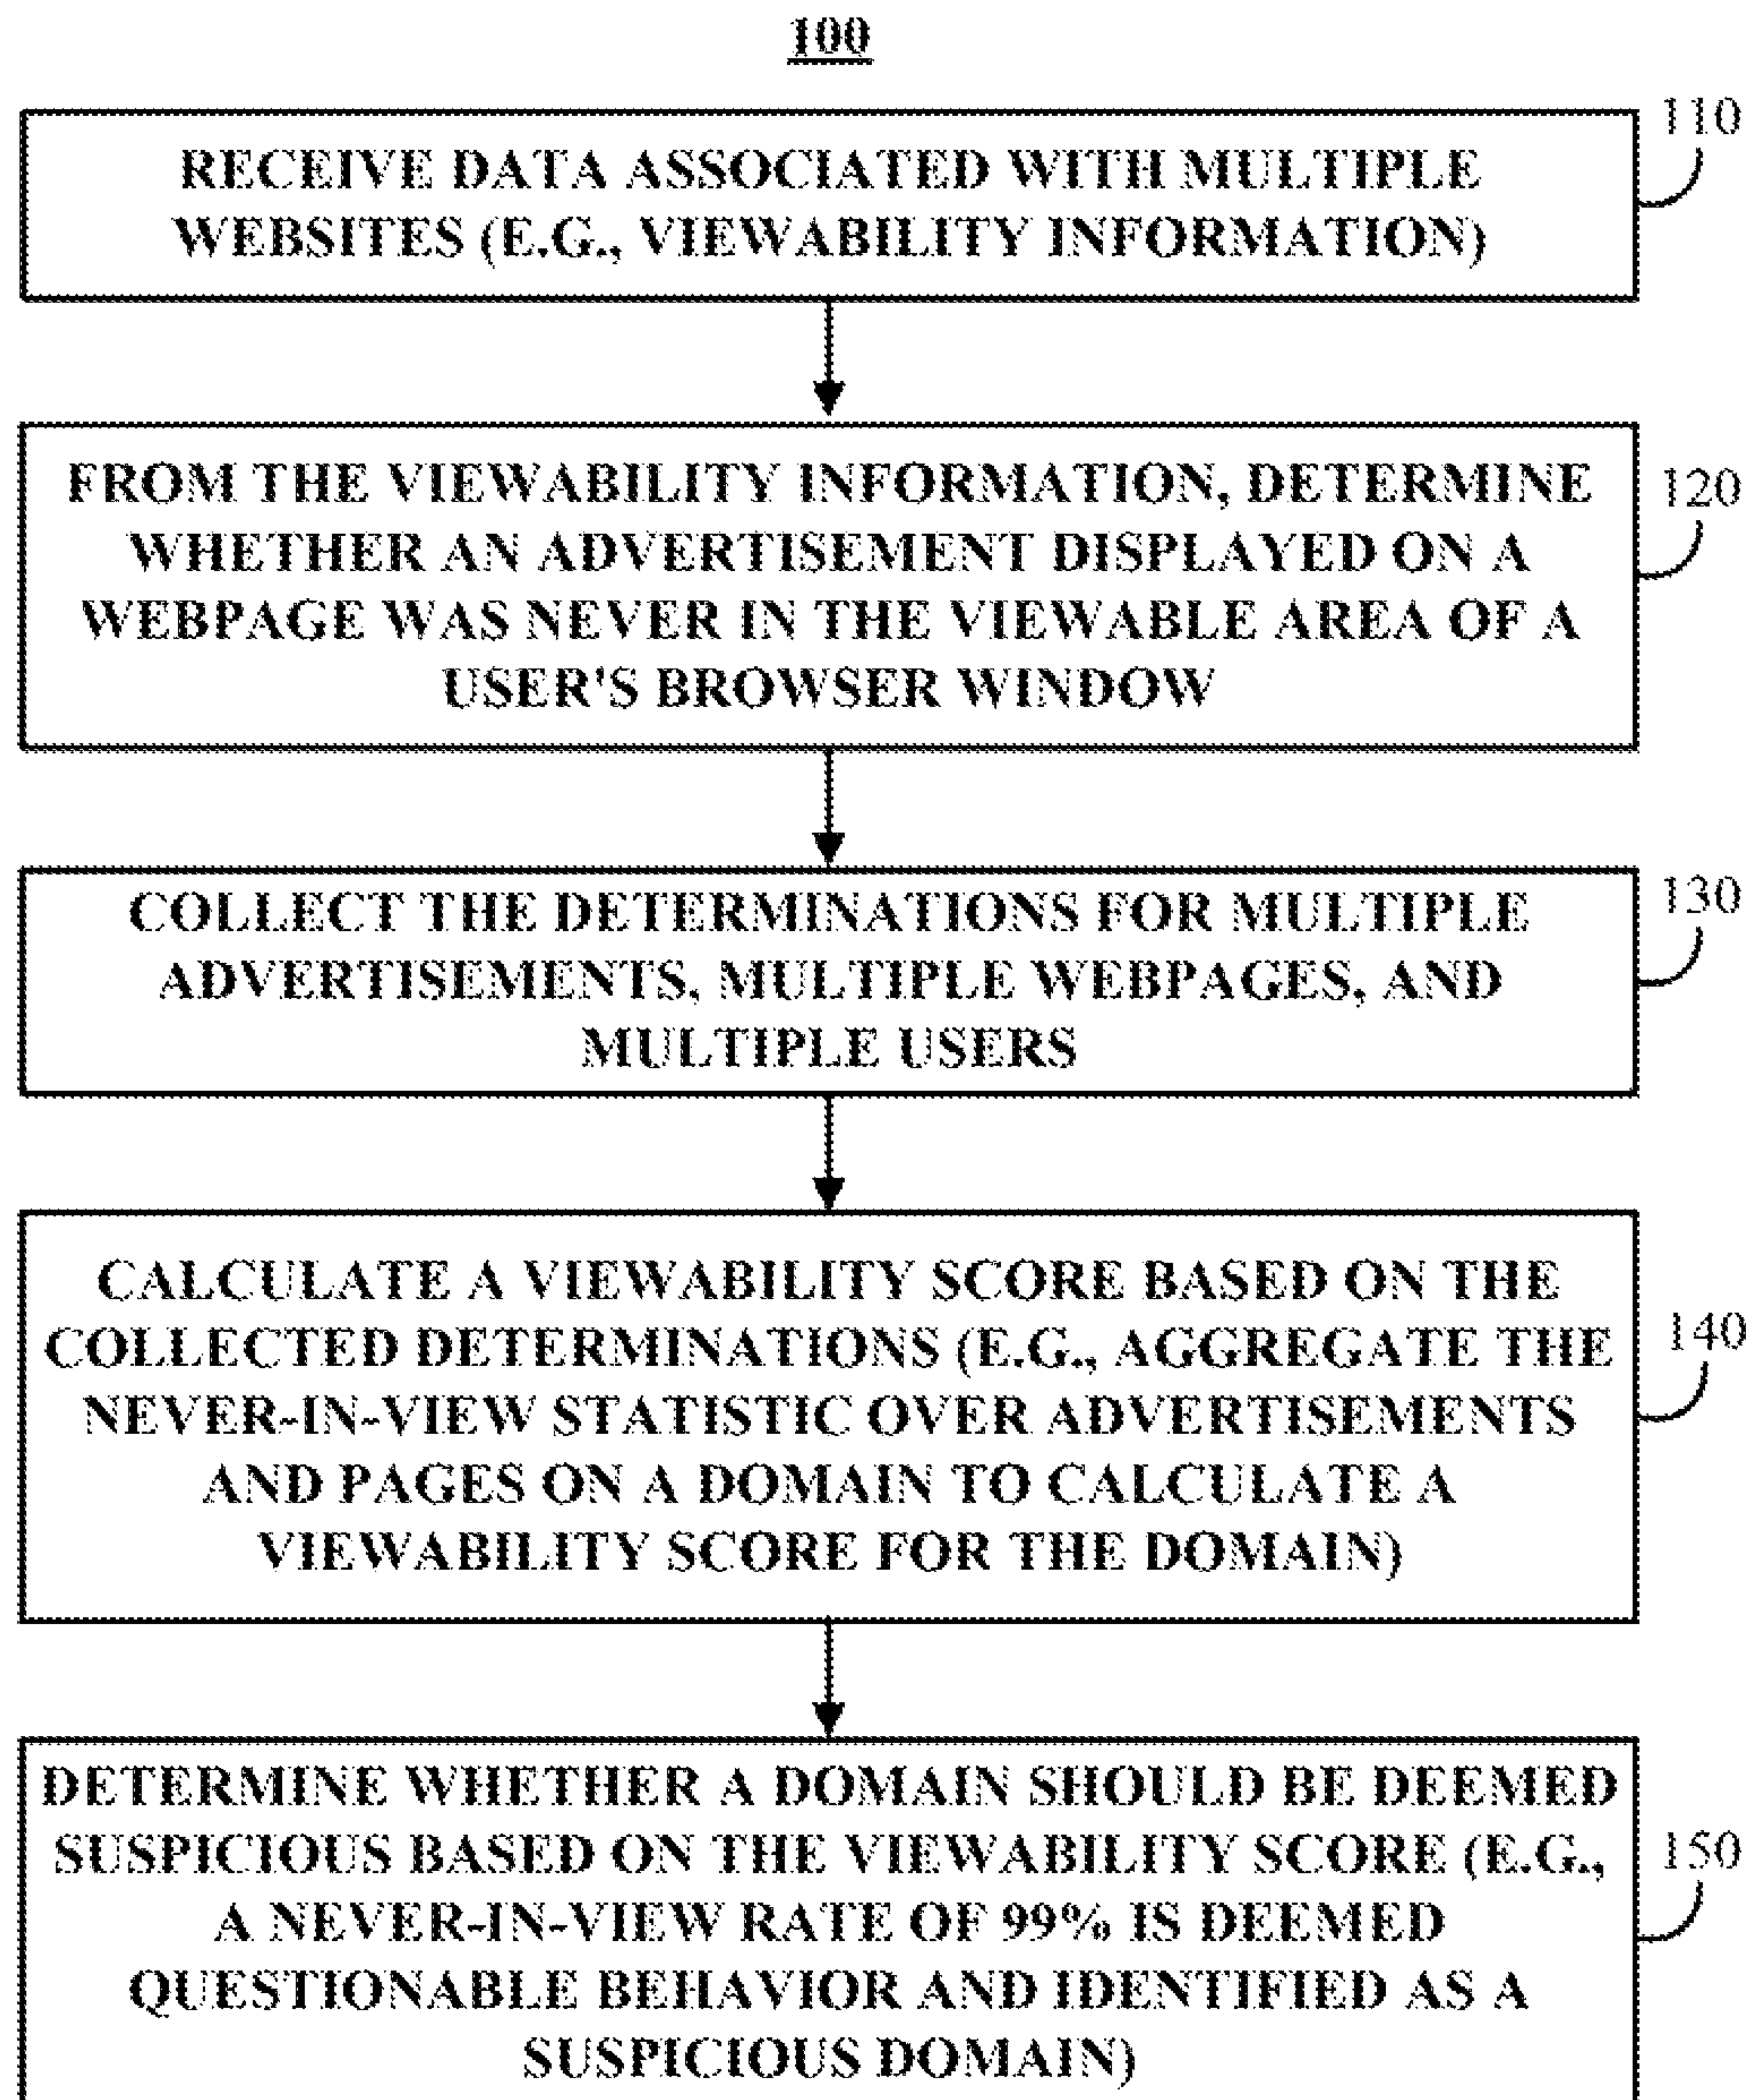 100
110
RECEIVE DATA ASSOCIATED WITH MULTIPLE
WEBSITES (E.G., VIEWABILITY INFORMATION)
120
FROM THE VIEWABILITY INFORMATION, DETERMINE
WHETHER AN ADVERTISEMENT DISPLAYED ON A
WEBPAGE WAS NEVER IN THE VIEWABLE AREA OF A
USER'S BROWSER WINDOW
130
COLLECT THE DETERMINATIONS FOR MULTIPLE
ADVERTISEMENTS, MULTIPLE WEBPAGES, AND
MULTIPLE USERS
140
CALCULATE A VIEWABILITY SCORE BASED ON THE
COLLECTED DETERMINATIONS (E.G., AGGREGATE THE
NEVER-IN-VIEW STATISTIC OVER ADVERTISEMENTS
AND PAGES ON A DOMAIN TO CALCULATE A
VIEWABILITY SCORE FOR THE DOMAIN)
150
DETERMINE WHETHER A DOMAIN SHOULD BE DEEMED
SUSPICIOUS BASED ON THE VIEWABILITY SCORE (E.G.,
A NEVER-IN-VIEW RATE OF 99% IS DEEMED
QUESTIONABLE BEHAVIOR AND IDENTIFIED AS A
SUSPICIOUS DOMAIN)